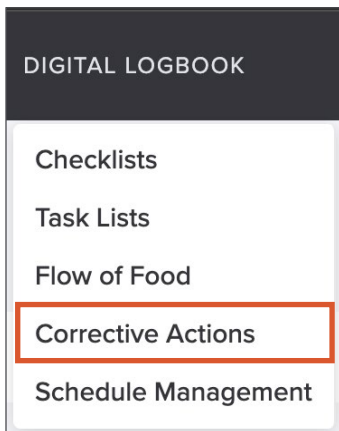 DIGITAL LOGBOOK
Checklists
Task Lists
Flow of Food
Corrective Actions
Schedule Management